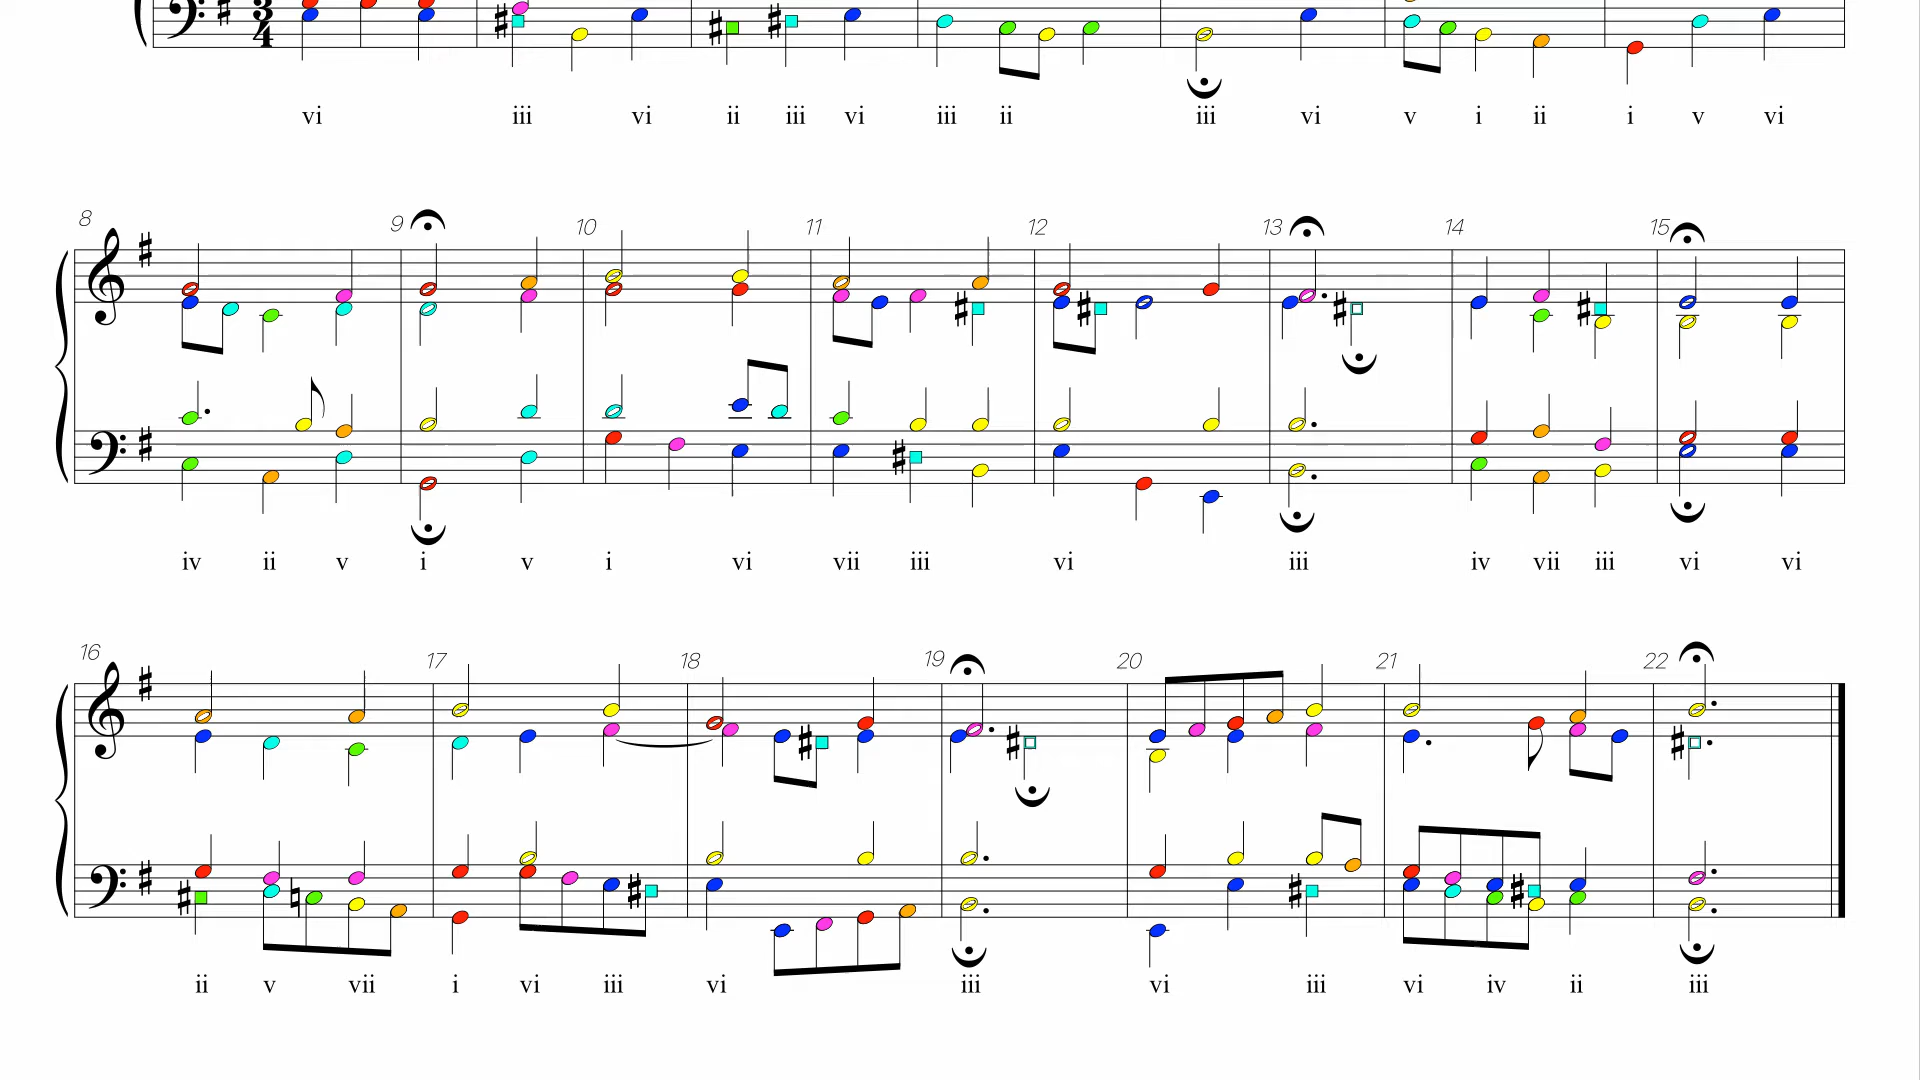 3
4
vi iii vi ii iii vi iii ii iii vi v i ii i v vi
8 9 10 11 12 13 14 15
iv ii v i v i vi vii iii vi iii iv vii iii vi vi
16 17 18 19 20 21 22
ii v vii i vi iii vi iii vi iii vi iv ii iii